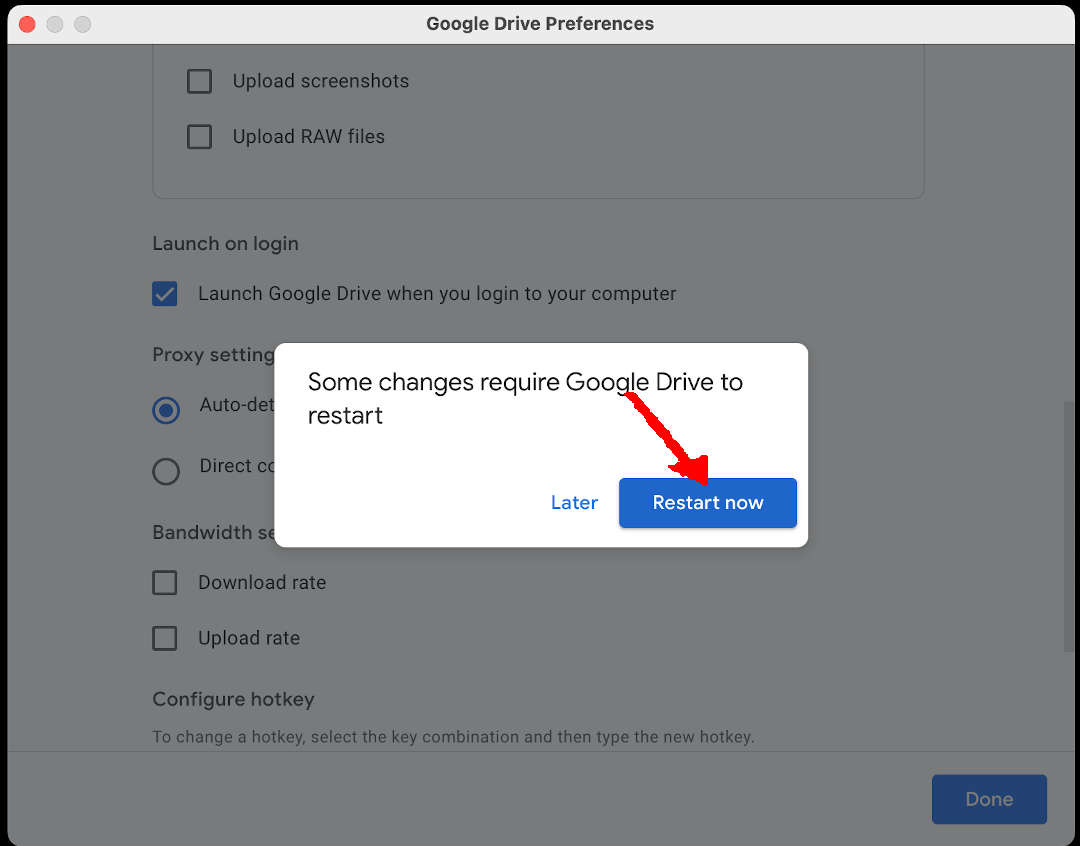 Google Drive Preferences
Upload screenshots
Upload RAW files
Launch on login
Launch Google Drive when you login to your computer
Proxy setting
Auto-det
Direct co
Some changes require Google Drive to
restart
Later
Restart now
Bandwidth se
Download rate
Upload rate
Configure hotkey
To change a hotkey, select the key combination and then type the new hotkey.
Done